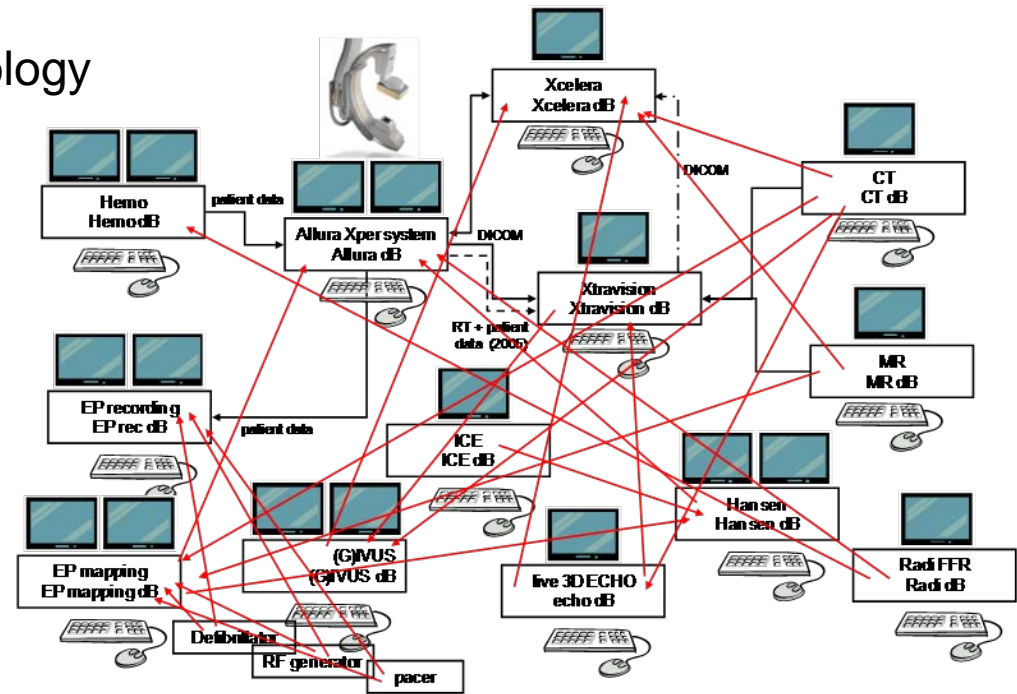 ology
Xcelera
Xcelera dB
DICOM
CT
CT dB
Hemo
Hemo dB
patient data
Allura Xper system
Allura dB
DICOM
Xtravision
Xtravision dB
RT + patient
data (2005)
MR
MR dB
EP recording
EP rec dB
patient data
ICE
ICE dB
Hansen
Hansen dB
(G)IVUS
(G)IVUS dB
EP mapping
EP mapping dB
live 3D ECHO
echo dB
Radi FFR
Radi dB
Defibrillator
RF generator
pacer